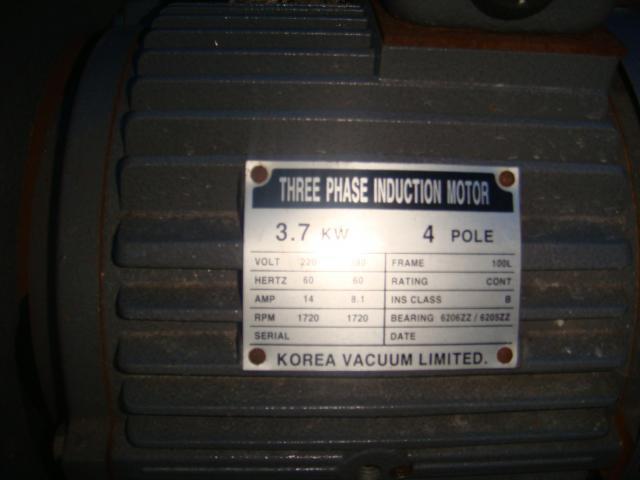 THREE PHASE INDUCTION MOTOR
3.7 KW 4 POLE
VOLT 220 FRAME 100L
HERTZ 60 60 RATING CONT
AMP 14 8.1 INS CLASS B
RPM 1720 1720 BEARING 6206ZZ / 6205ZZ
SERIAL DATE
KOREA VACUUM LIMITED.